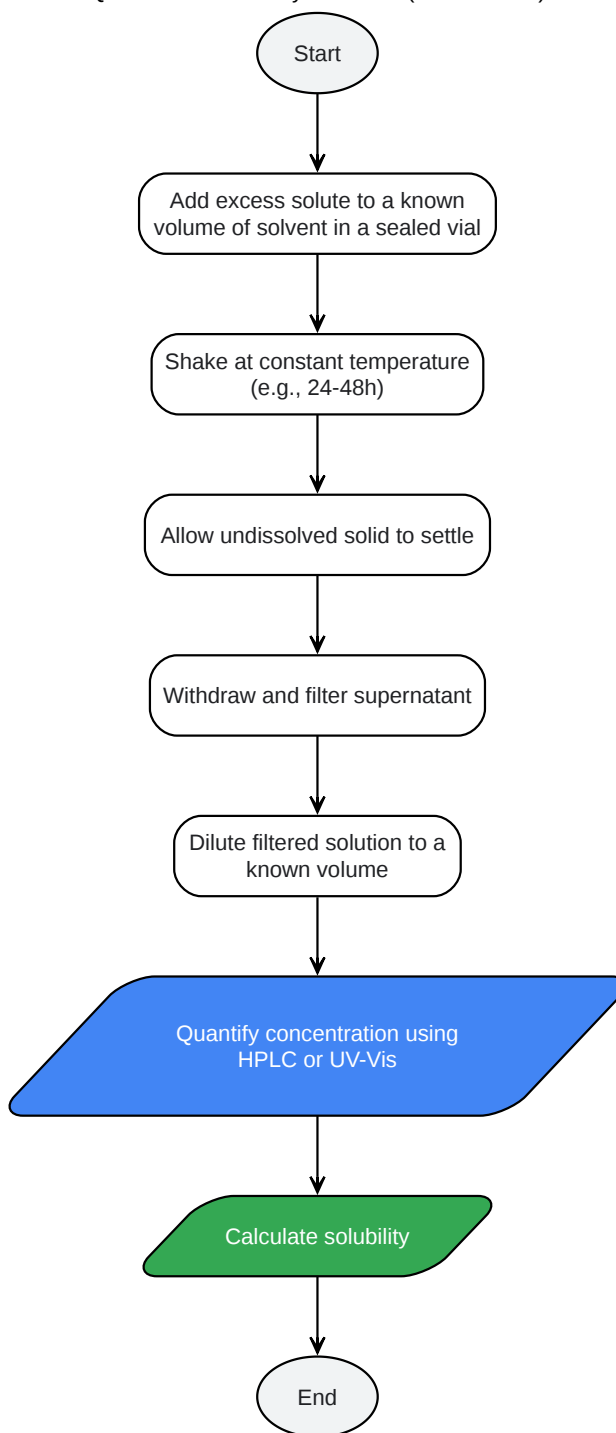 Start
Add excess solute to a known
volume of solvent in a sealed vial
Shake at constant temperature
(e.g., 24-48h)
Allow undissolved solid to settle
Withdraw and filter supernatant
Dilute filtered solution to a
known volume
Quantify concentration using
HPLC or UV-Vis
Calculate solubility
End